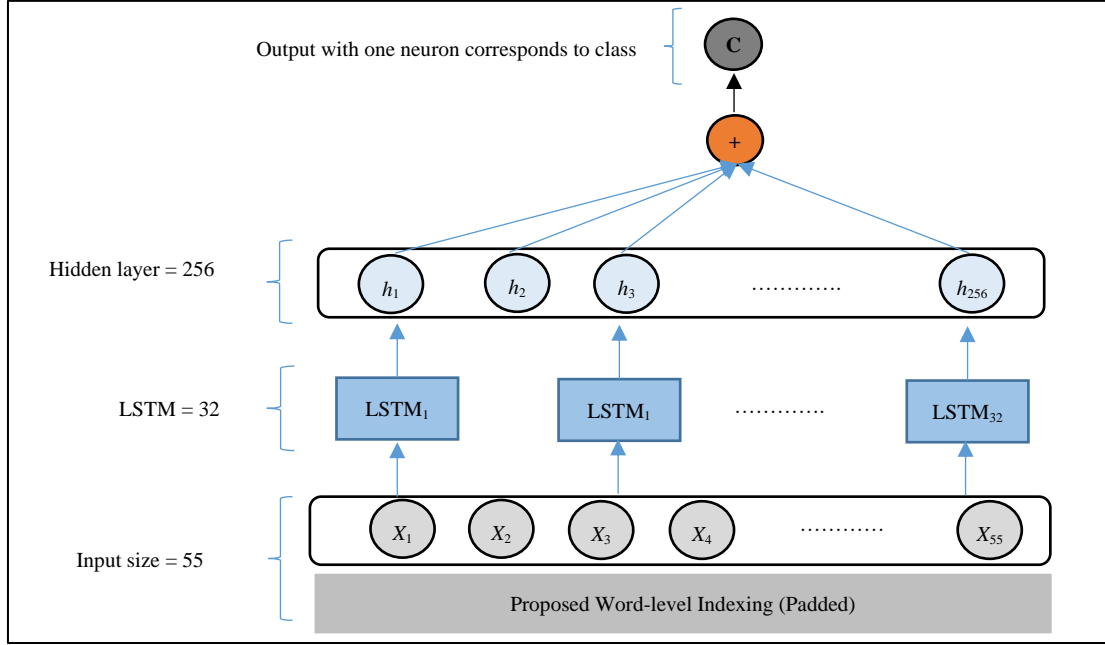 Output with one neuron corresponds to class
C
+
Hidden layer = 256
h1 h2 h3 …………. h256
LSTM = 32
LSTM1 LSTM1 …………. LSTM32
Input size = 55
X1 X2 X3 X4 ………… X55
Proposed Word-level Indexing (Padded)